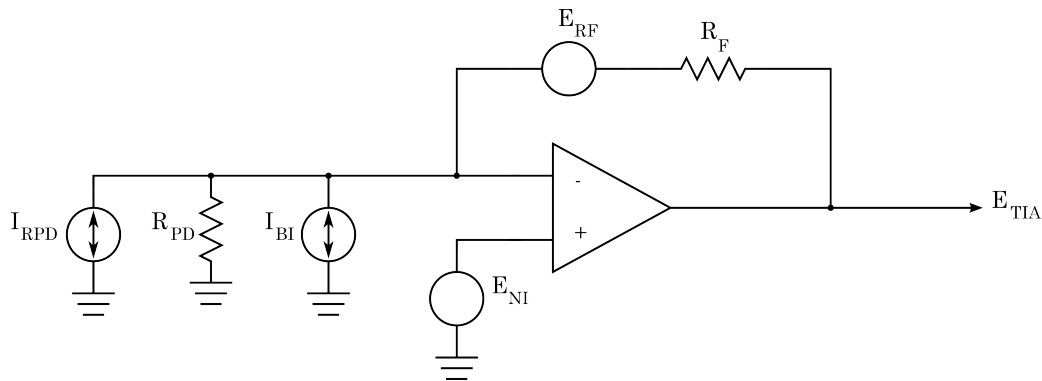 E_RF
R_F
-
I_RPD
R_PD
I_BI
E_TIA
+
E_NI